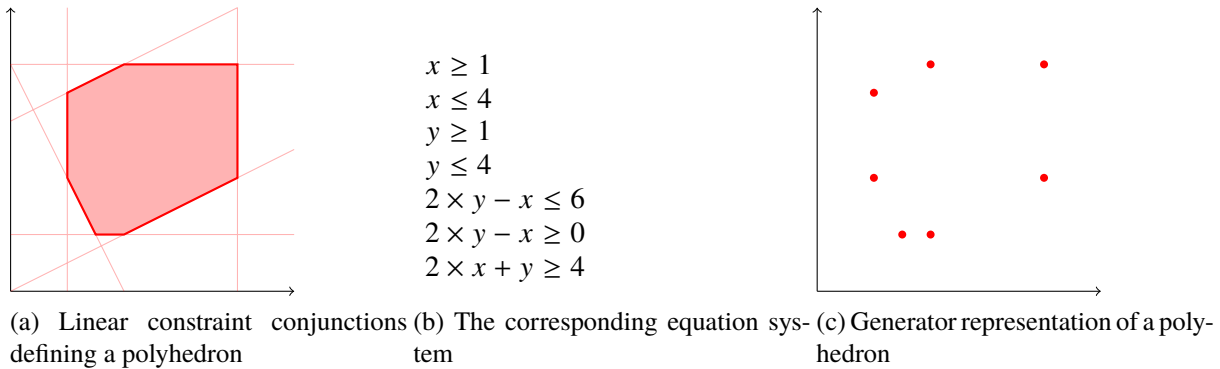 x ≥ 1
x ≤ 4
y ≥ 1
y ≤ 4
2 × y − x ≤ 6
2 × y − x ≥ 0
2 × x + y ≥ 4
(a) Linear constraint conjunctions
defining a polyhedron
(b) The corresponding equation sys-
tem
(c) Generator representation of a poly-
hedron